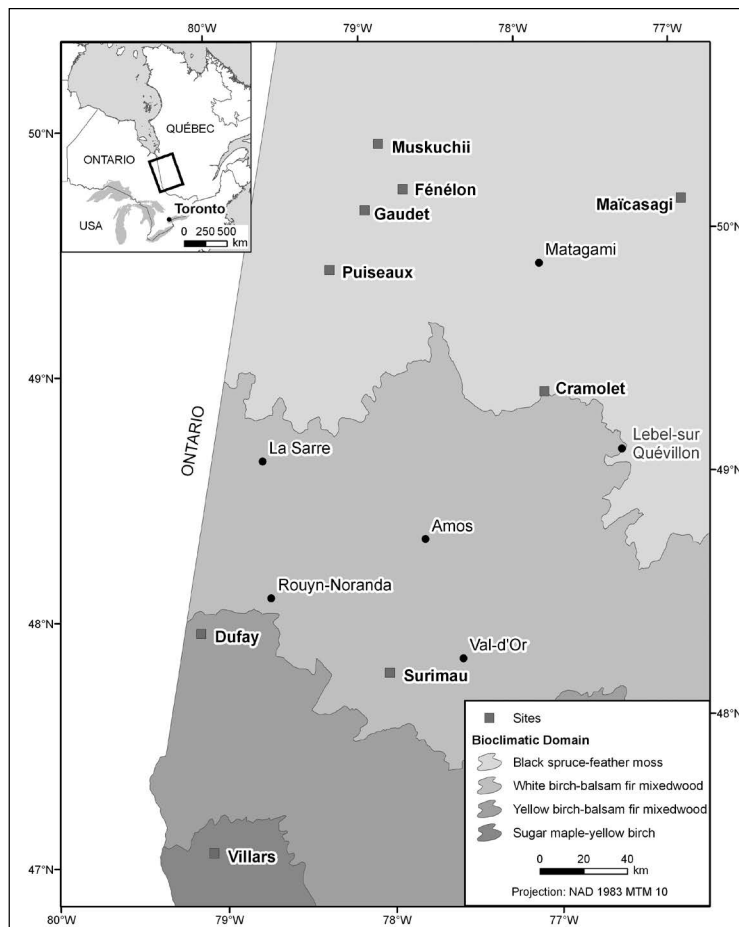 80°W
79°W
78°W
77°W
50°N
QUÉBEC
ONTARIO
Toronto
USA
0 250 500
km
Muskuchii
Fénélon
Gaudet
Maïcasagi
50°N
Matagami
Puiseaux
49°N
Cramolet
ONTARIO
Lebel-sur
Quévillon
La Sarre
49°N
Amos
Rouyn-Noranda
48°N
Dufay
Val-d'Or
Surimau
48°N
Sites
Bioclimatic Domain
Black spruce-feather moss
White birch-balsam fir mixedwood
Yellow birch-balsam fir mixedwood
Sugar maple-yellow birch
0 20 40
km
Projection: NAD 1983 MTM 10
Villars
47°N
80°W
79°W
78°W
77°W